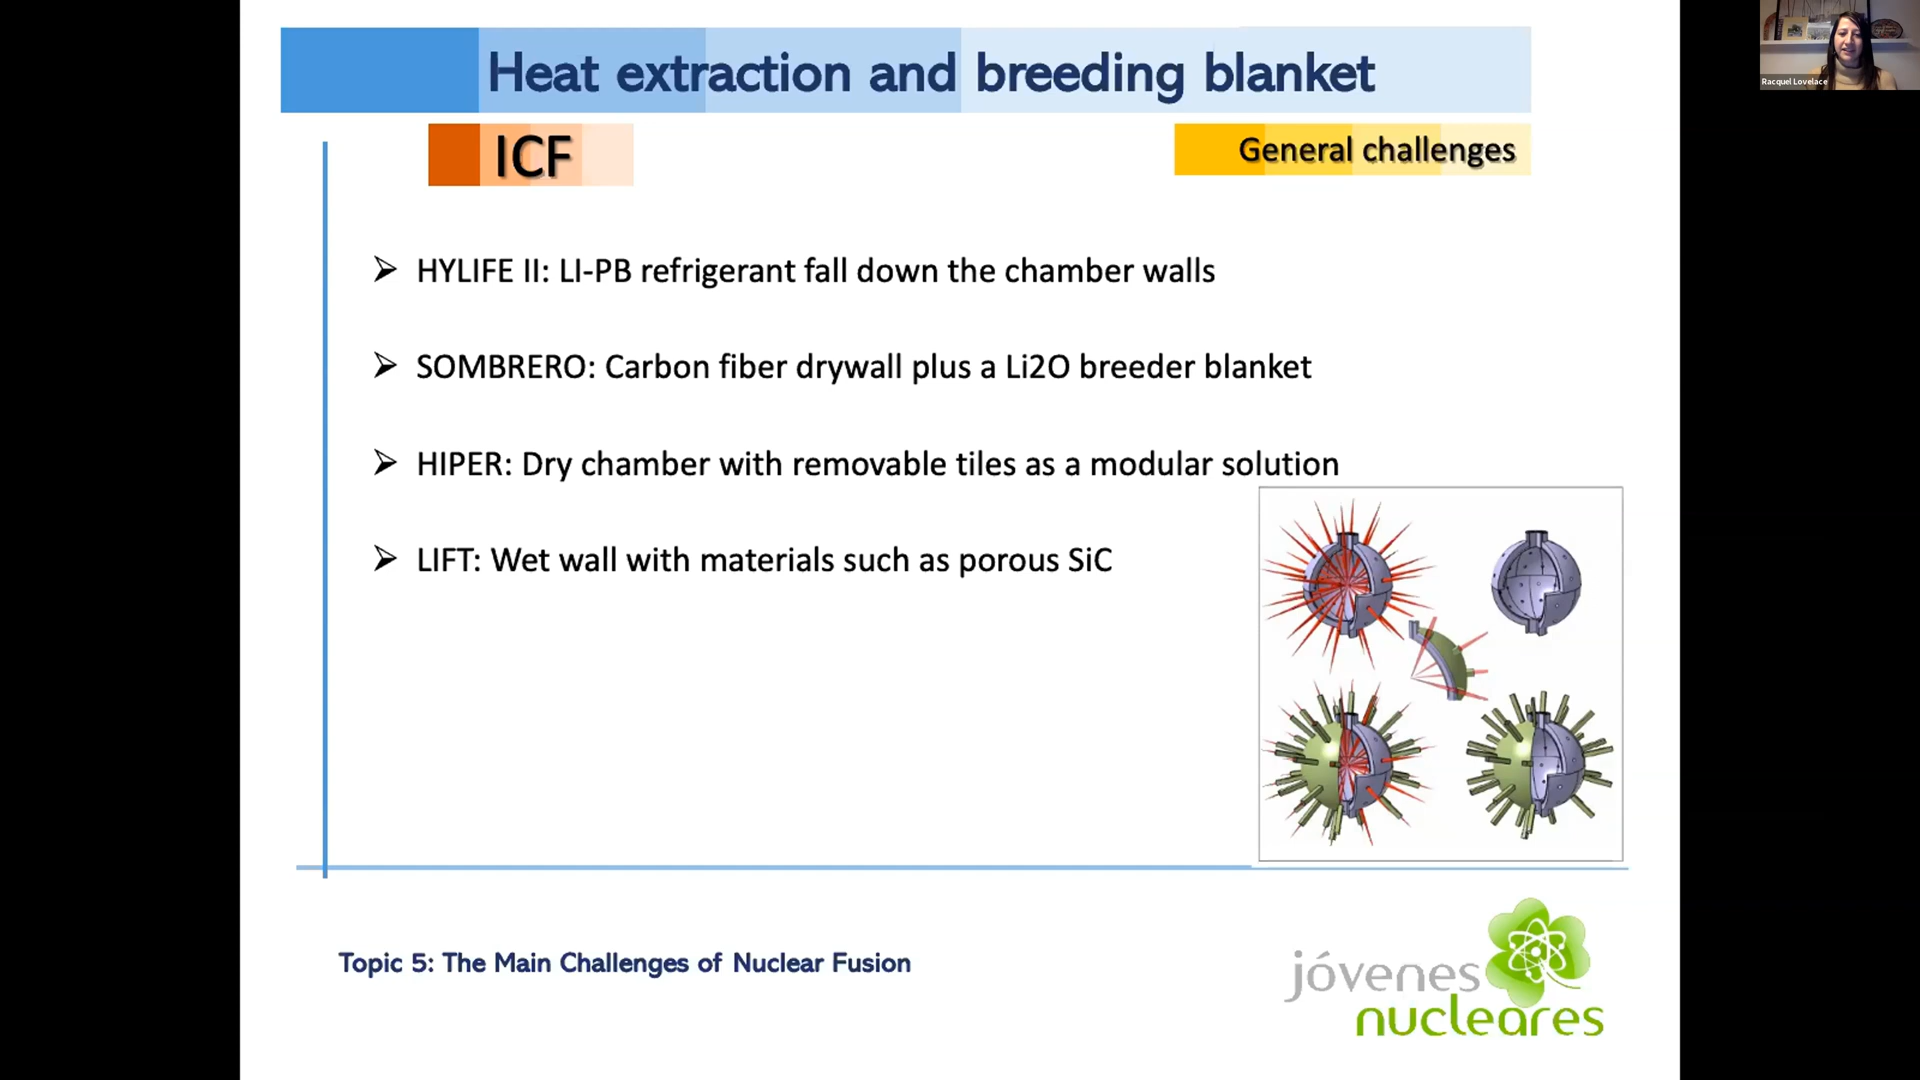 Heat extraction and breeding blanket
ICF
General challenges
HYLIFE II: LI-PB refrigerant fall down the chamber walls
SOMBRERO: Carbon fiber drywall plus a Li2O breeder blanket
HIPER: Dry chamber with removable tiles as a modular solution
LIFT: Wet wall with materials such as porous SiC
Topic 5: The Main Challenges of Nuclear Fusion
jóvenes
nucleares
Racquel Lovelace